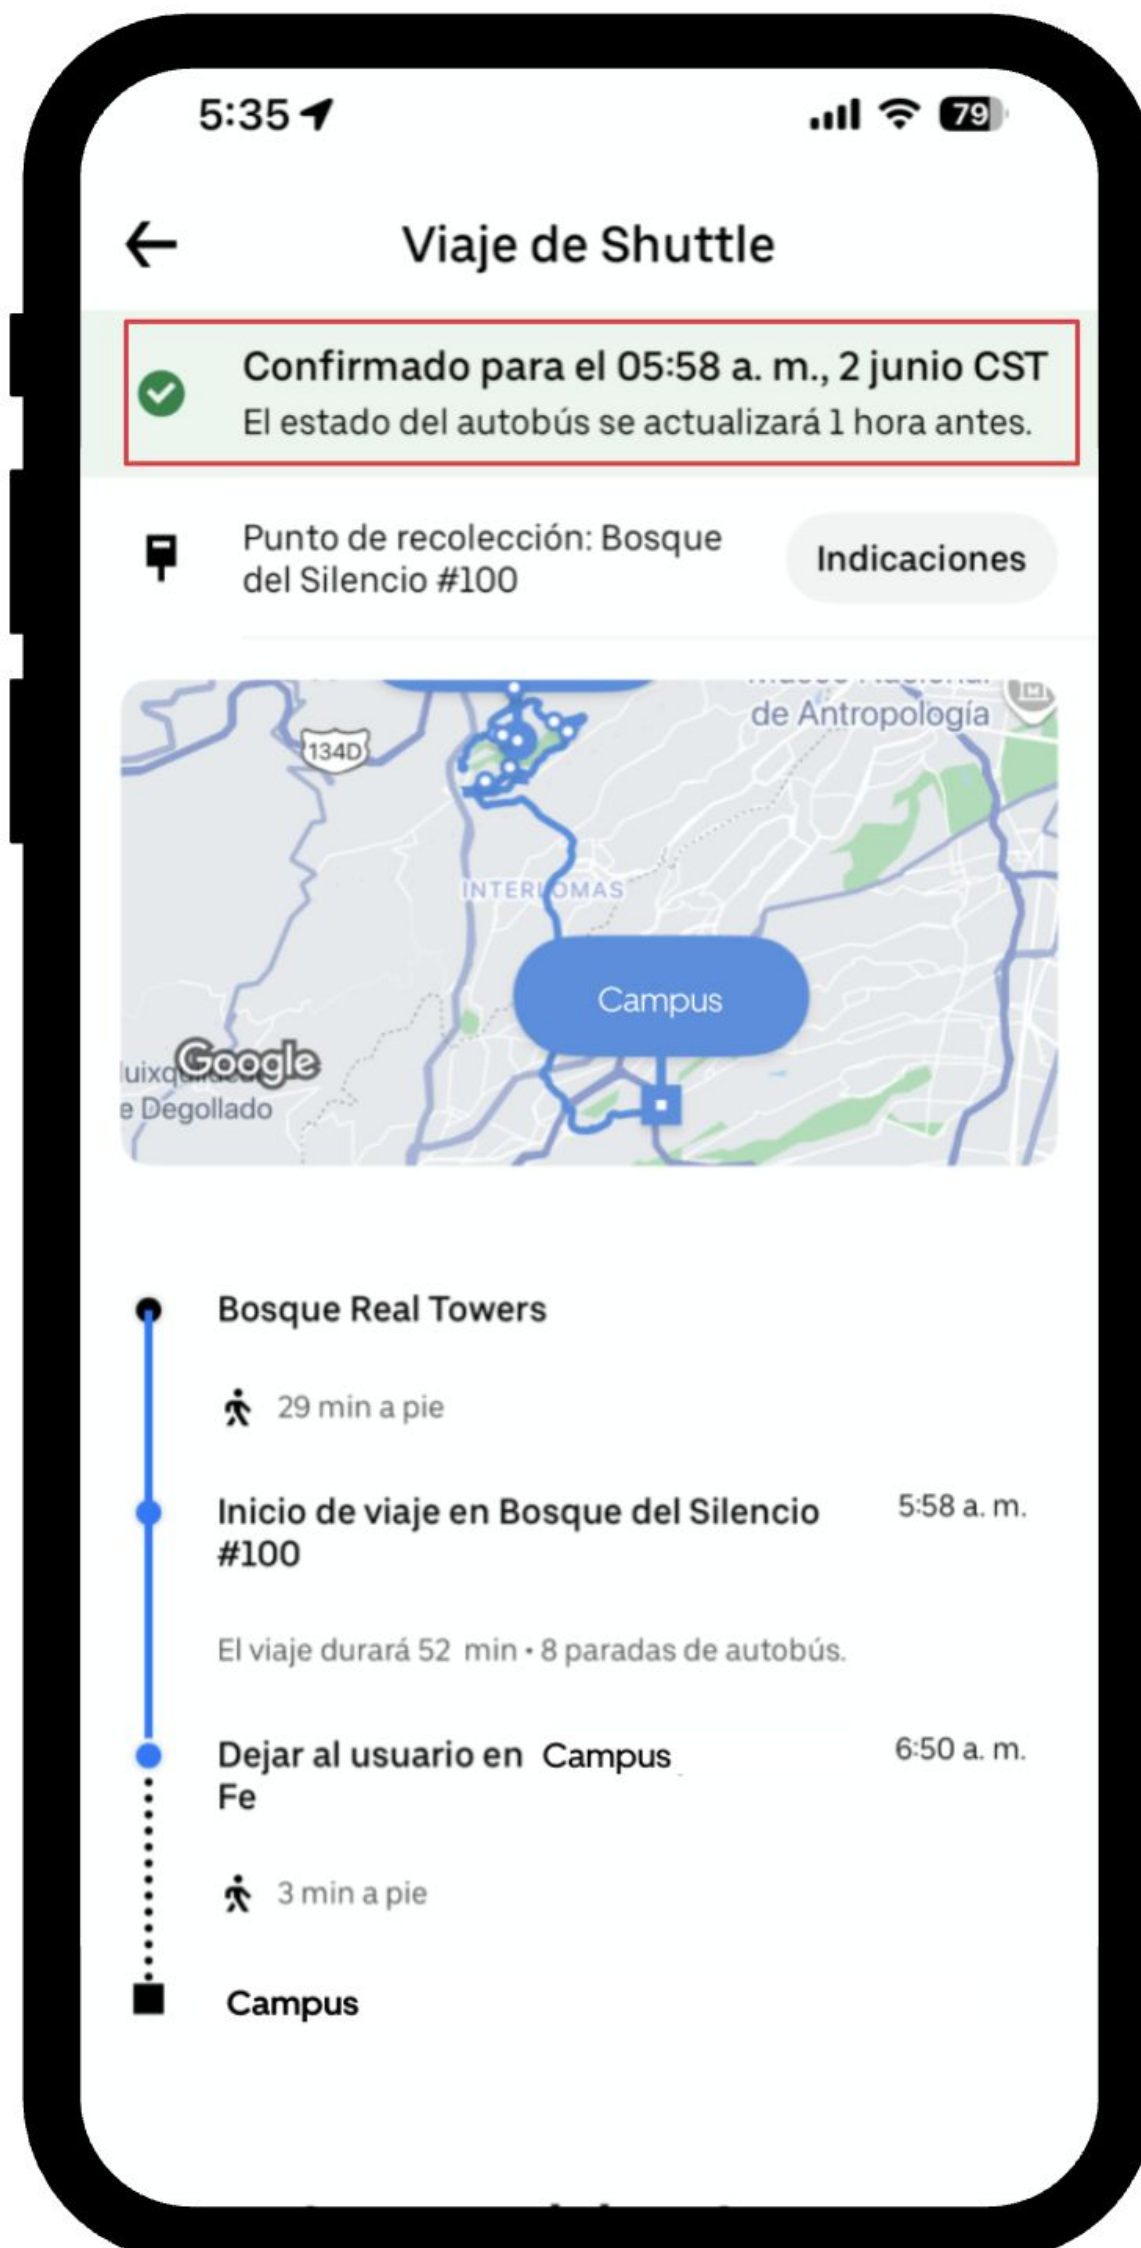 5:35
79
Viaje de Shuttle
Confirmado para el 05:58 a. m., 2 junio CST
El estado del autobús se actualizará 1 hora antes.
Punto de recolección: Bosque
del Silencio #100
Indicaciones
de Antropología
134D
INTERLOMAS
Campus
Google
e Degollado
Bosque Real Towers
29 min a pie
Inicio de viaje en Bosque del Silencio
#100
5:58 a. m.
El viaje durará 52 min • 8 paradas de autobús.
Dejar al usuario en Campus
Fe
6:50 a. m.
3 min a pie
Campus